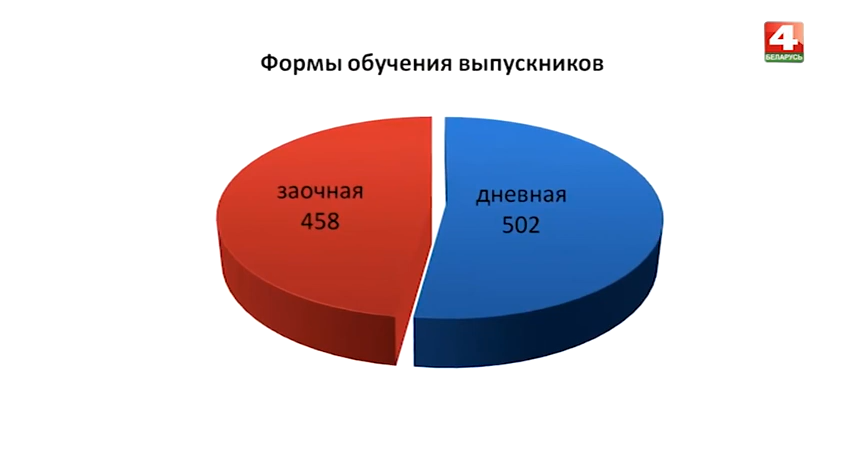 4
БЕЛАРУСЬ
Формы обучения выпускников
заочная
458
дневная
502